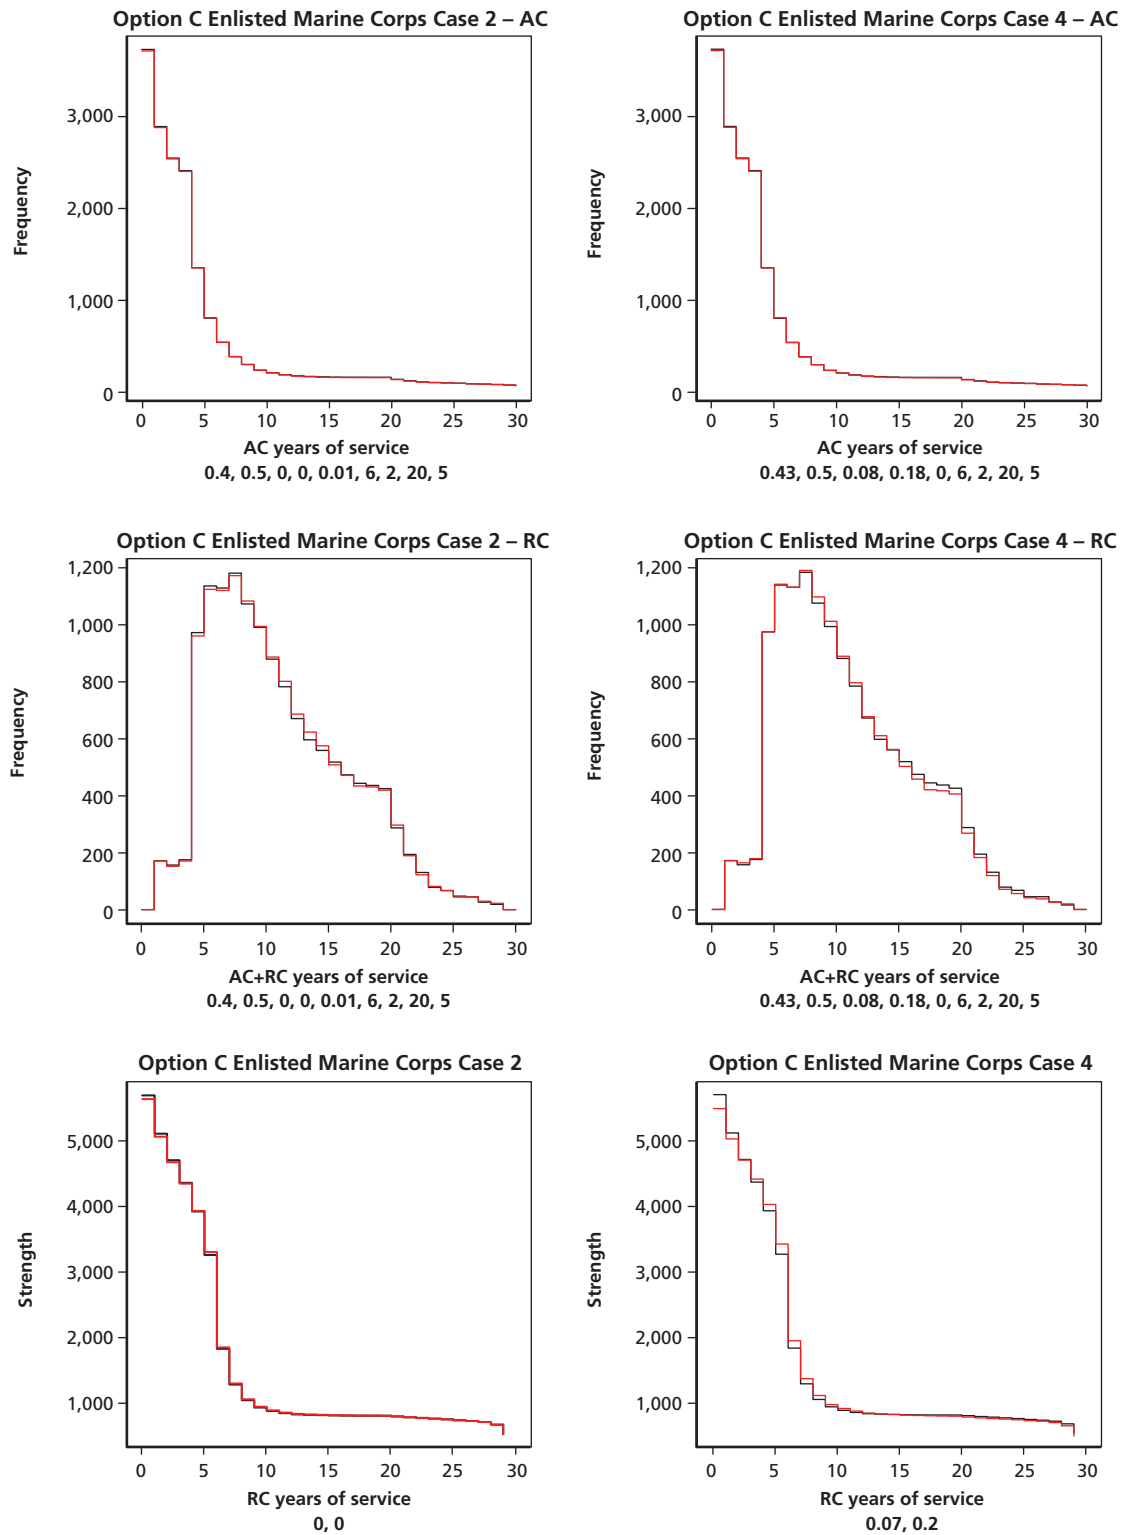 Option C Enlisted Marine Corps Case 2 – AC
Frequency
3,000
2,000
1,000
0
0 5 10 15 20 25 30
AC years of service
0.4, 0.5, 0, 0, 0.01, 6, 2, 20, 5
Option C Enlisted Marine Corps Case 4 – AC
Frequency
3,000
2,000
1,000
0
0 5 10 15 20 25 30
AC years of service
0.43, 0.5, 0.08, 0.18, 0, 6, 2, 20, 5
Option C Enlisted Marine Corps Case 2 – RC
Frequency
1,200
1,000
800
600
400
200
0
0 5 10 15 20 25 30
AC+RC years of service
0.4, 0.5, 0, 0, 0.01, 6, 2, 20, 5
Option C Enlisted Marine Corps Case 4 – RC
Frequency
1,200
1,000
800
600
400
200
0
0 5 10 15 20 25 30
AC+RC years of service
0.43, 0.5, 0.08, 0.18, 0, 6, 2, 20, 5
Option C Enlisted Marine Corps Case 2
Strength
5,000
4,000
3,000
2,000
1,000
0 5 10 15 20 25 30
RC years of service
0, 0
Option C Enlisted Marine Corps Case 4
Strength
5,000
4,000
3,000
2,000
1,000
0 5 10 15 20 25 30
RC years of service
0.07, 0.2